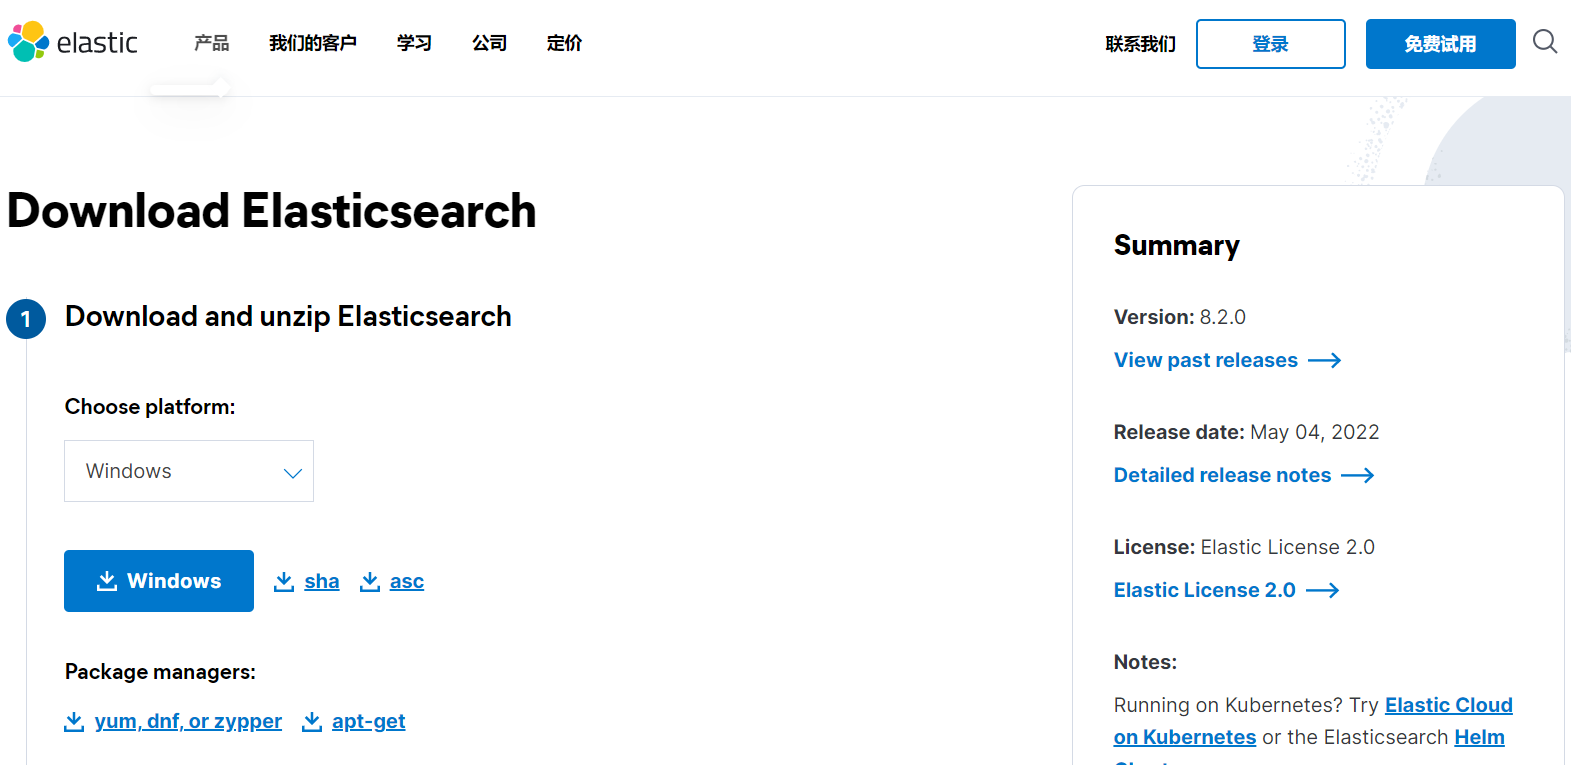 elastic 产品 我们的客户 学习 公司 定价 联系我们 登录 免费试用
Download Elasticsearch
1 Download and unzip Elasticsearch
Choose platform:
Windows
Windows sha asc
Package managers:
yum, dnf, or zypper apt-get
Summary
Version: 8.2.0
View past releases
Release date: May 04, 2022
Detailed release notes
License: Elastic License 2.0
Elastic License 2.0
Notes:
Running on Kubernetes? Try Elastic Cloud
on Kubernetes or the Elasticsearch Helm